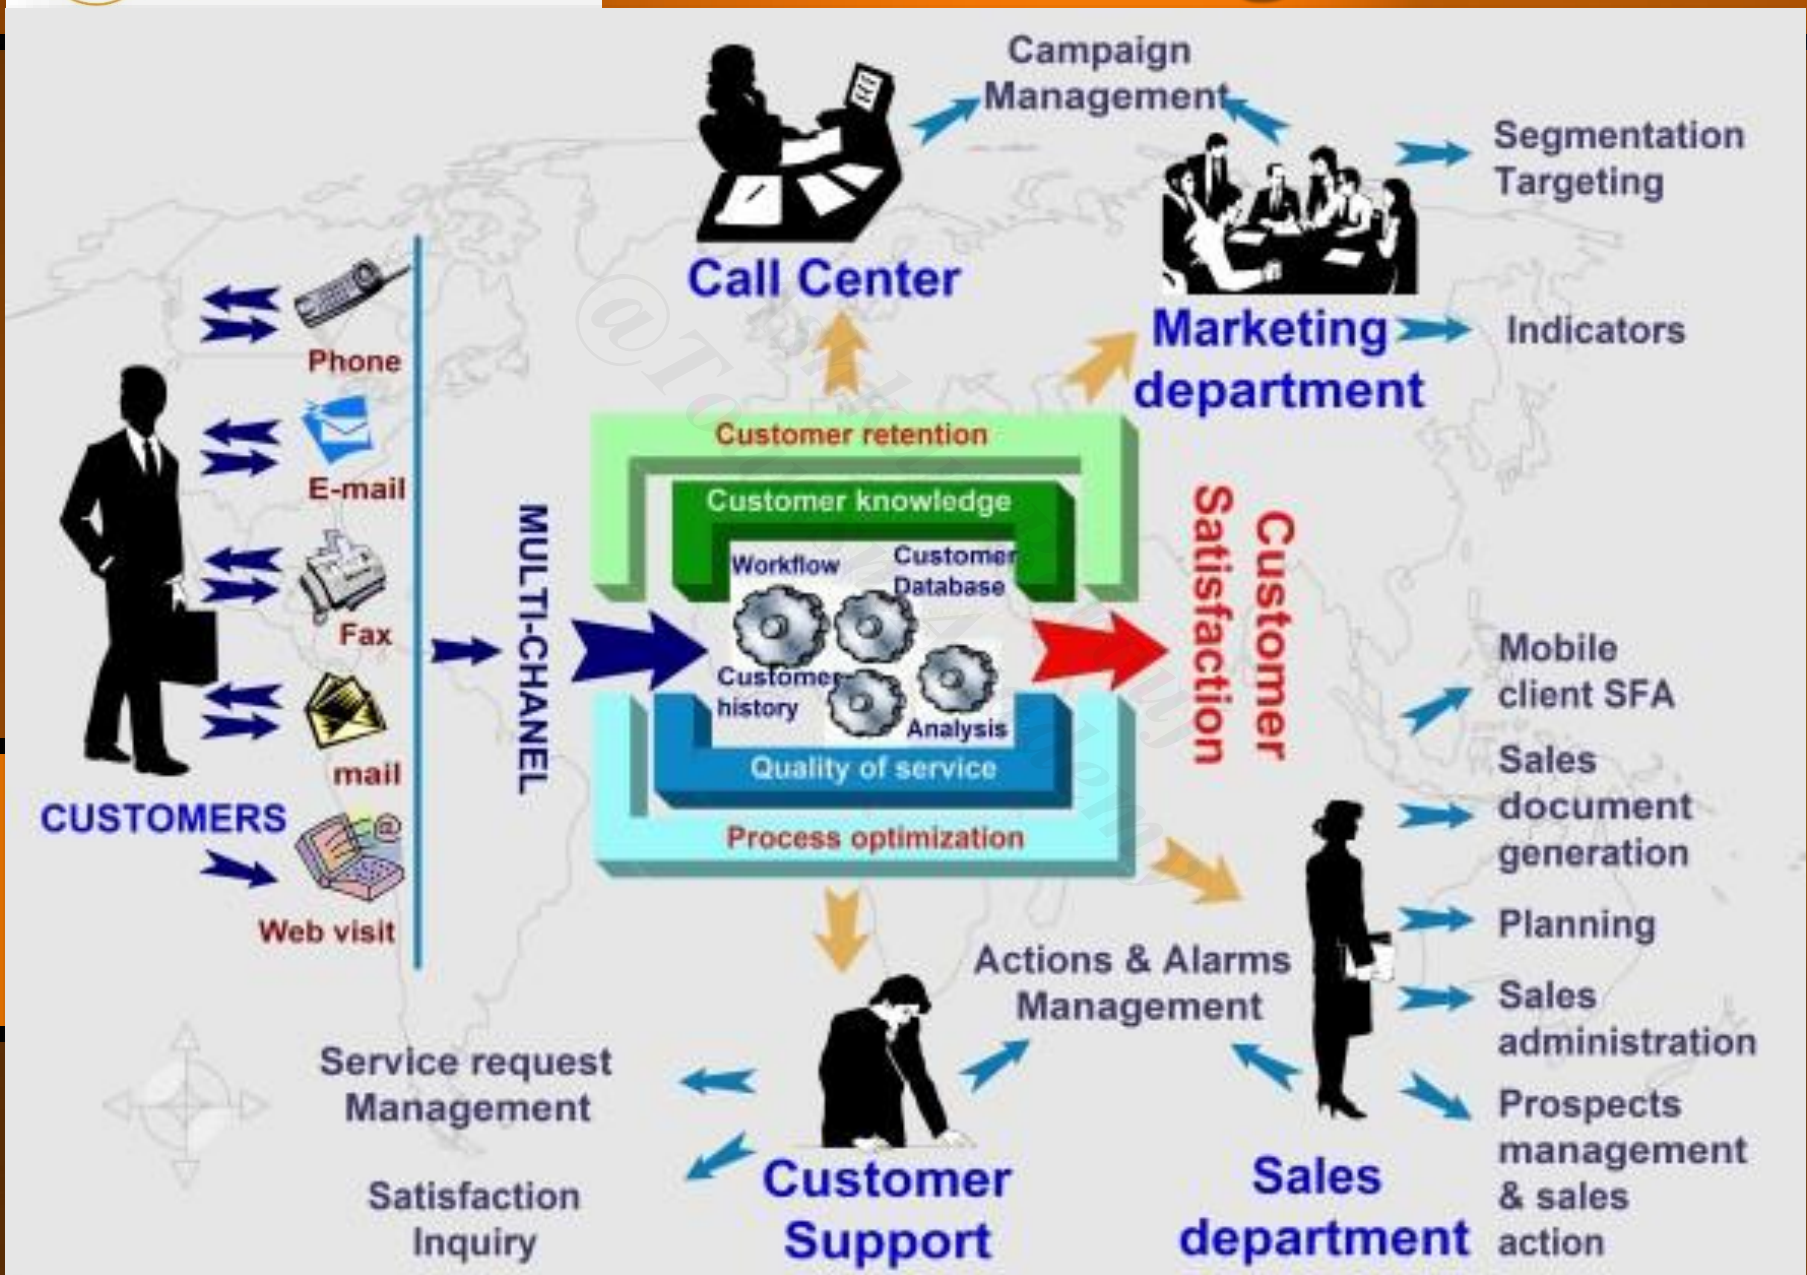 Campaign
Management
Segmentation
Targeting
Call Center
Marketing
department
Indicators
Phone
E-mail
Fax
mail
CUSTOMERS
Web visit
MULTI-CHANEL
Customer retention
Customer knowledge
Workflow
Customer
Database
Customer
history
Analysis
Quality of service
Process optimization
Customer
Satisfaction
Mobile
client SFA
Sales
document
generation
Planning
Sales
administration
Prospects
management
& sales
action
Actions & Alarms
Management
Service request
Management
Satisfaction
Inquiry
Customer
Support
Sales
department